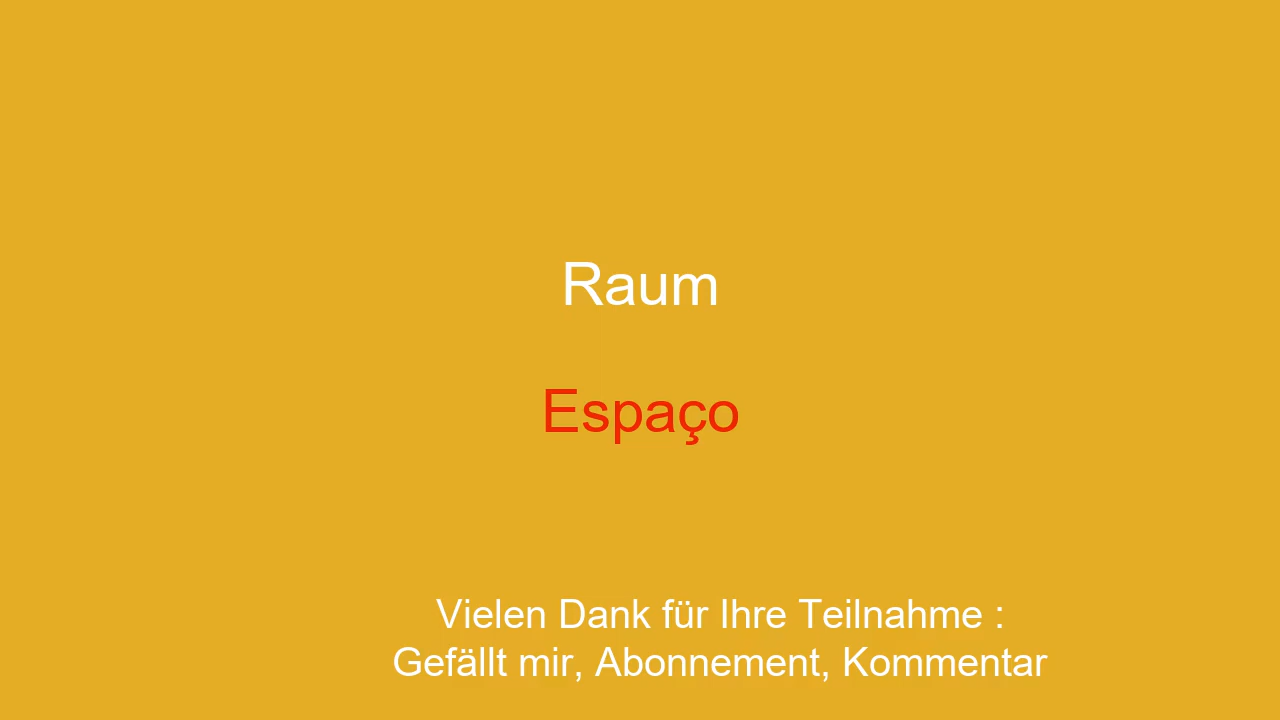 Raum
Espaço
Vielen Dank für Ihre Teilnahme :
Gefällt mir, Abonnement, Kommentar